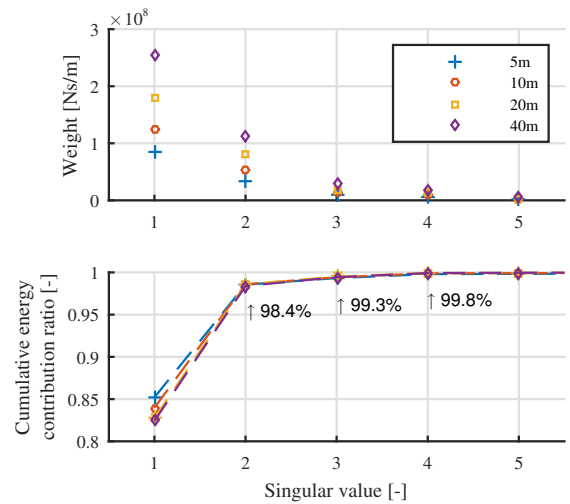 × 10^8
3
2
1
0
Weight [Ns/m]
5m
10m
20m
40m
1 2 3 4 5
1
0.95
0.9
0.85
0.8
Cumulative energy
contribution ratio [-]
↑ 98.4%
↑ 99.3%
↑ 99.8%
1 2 3 4 5
Singular value [-]